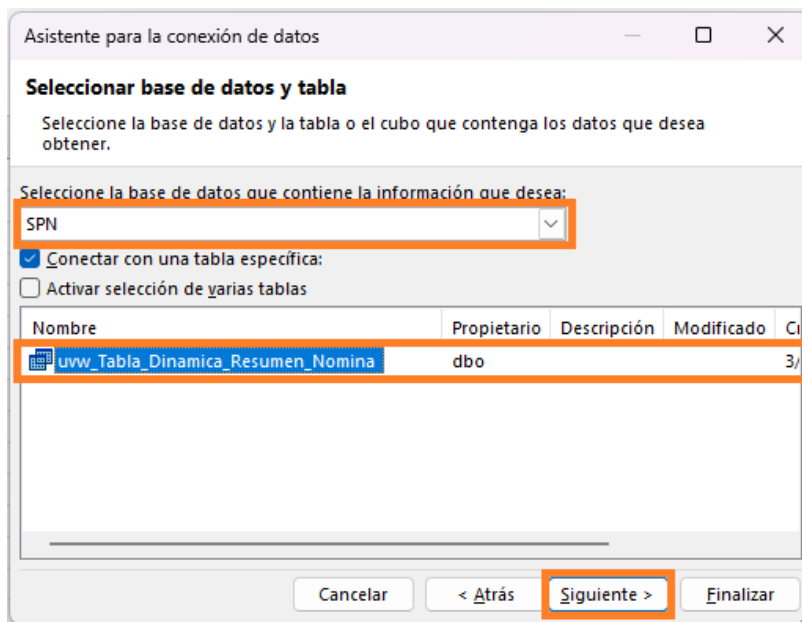 Asistente para la conexión de datos
Seleccionar base de datos y tabla
Seleccione la base de datos y la tabla o el cubo que contenga los datos que desea
obtener.
Seleccione la base de datos que contiene la información que desea:
SPN
Conectar con una tabla específica:
Activar selección de varias tablas
Nombre Propietario Descripción Modificado
uvw_Tabla_Dinamica_Resumen_Nomina dbo 3/
Cancelar < Atrás Siguiente > Finalizar